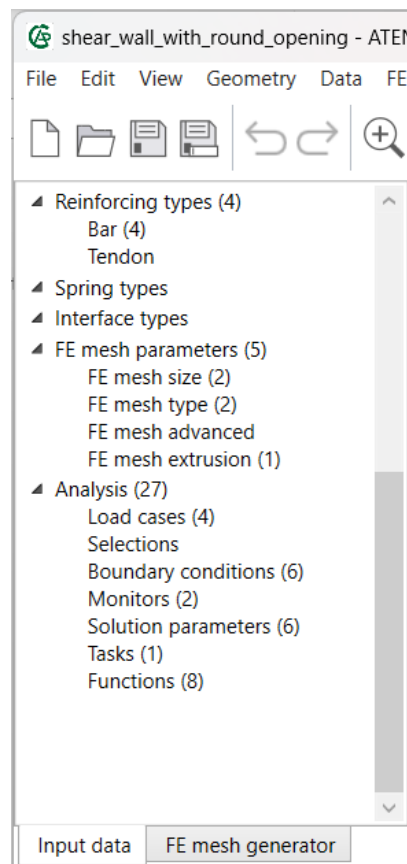 shear_wall_with_round_opening - ATEN
File Edit View Geometry Data FE
Reinforcing types (4)
Bar (4)
Tendon
Spring types
Interface types
FE mesh parameters (5)
FE mesh size (2)
FE mesh type (2)
FE mesh advanced
FE mesh extrusion (1)
Analysis (27)
Load cases (4)
Selections
Boundary conditions (6)
Monitors (2)
Solution parameters (6)
Tasks (1)
Functions (8)
Input data FE mesh generator